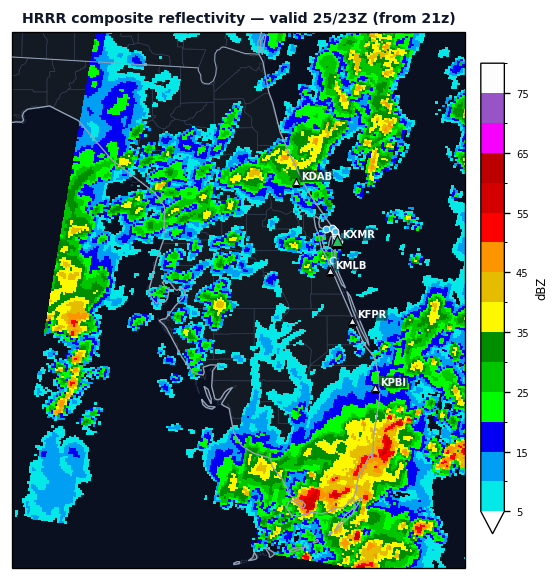 HRRR composite reflectivity — valid 25/23Z (from 21z)
KDAB
KXMR
KMLB
KFPR
KPBI
75
65
55
45
35
25
15
5
dBZ